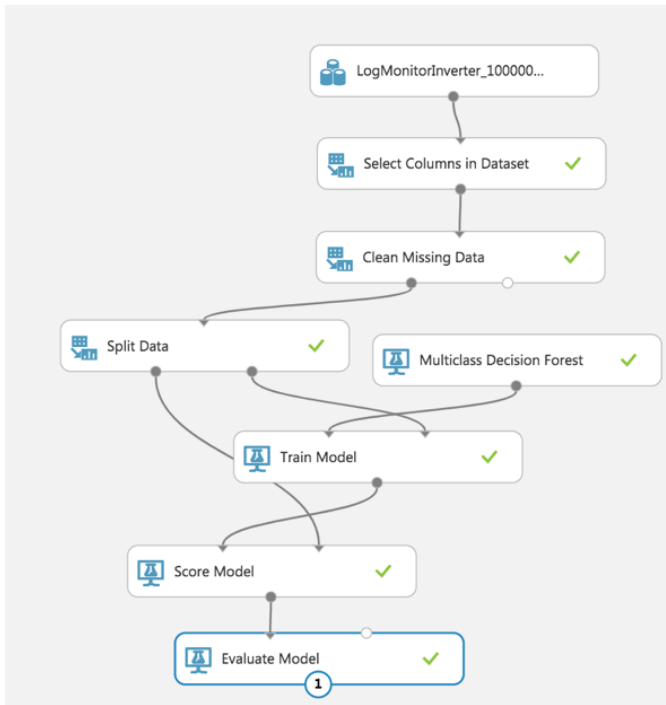 LogMonitorInverter_100000...
Select Columns in Dataset
Clean Missing Data
Split Data
Multiclass Decision Forest
Train Model
Score Model
Evaluate Model
1